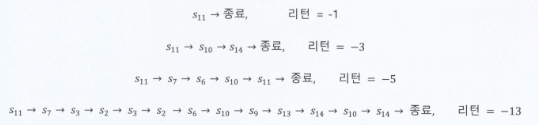 s₁₁ → 종료, 리턴 = -1
s₁₁ → s₁₀ → s₁₄ → 종료, 리턴 = −3
s₁₁ → s₇ → s₆ → s₁₀ → s₁₁ → 종료, 리턴 = −5
s₁₁ → s₇ → s₃ → s₂ → s₃ → s₂ → s₆ → s₁₀ → s₉ → s₁₃ → s₁₄ → s₁₀ → s₁₄ → 종료, 리턴 = −13